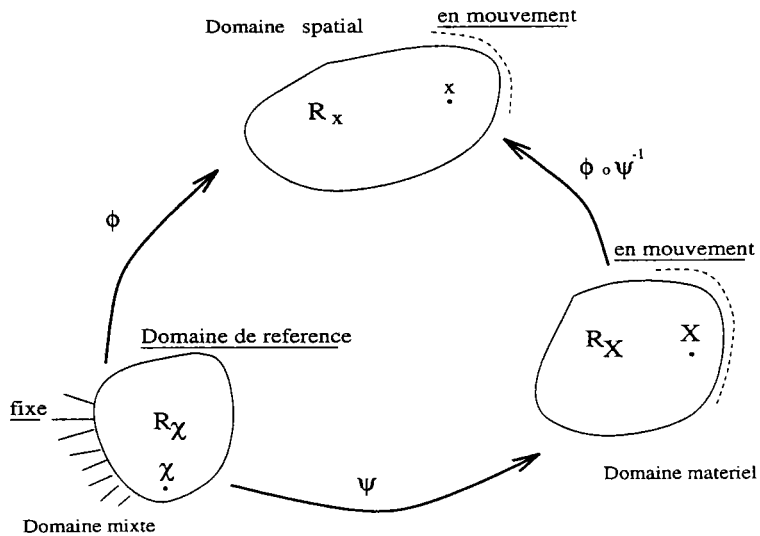 en mouvement
Domaine spatial
R x
x
ϕ ∘ ψ⁻¹
ϕ
en mouvement
Domaine de reference
R X
X
fixe
R χ
χ
ψ
Domaine materiel
Domaine mixte